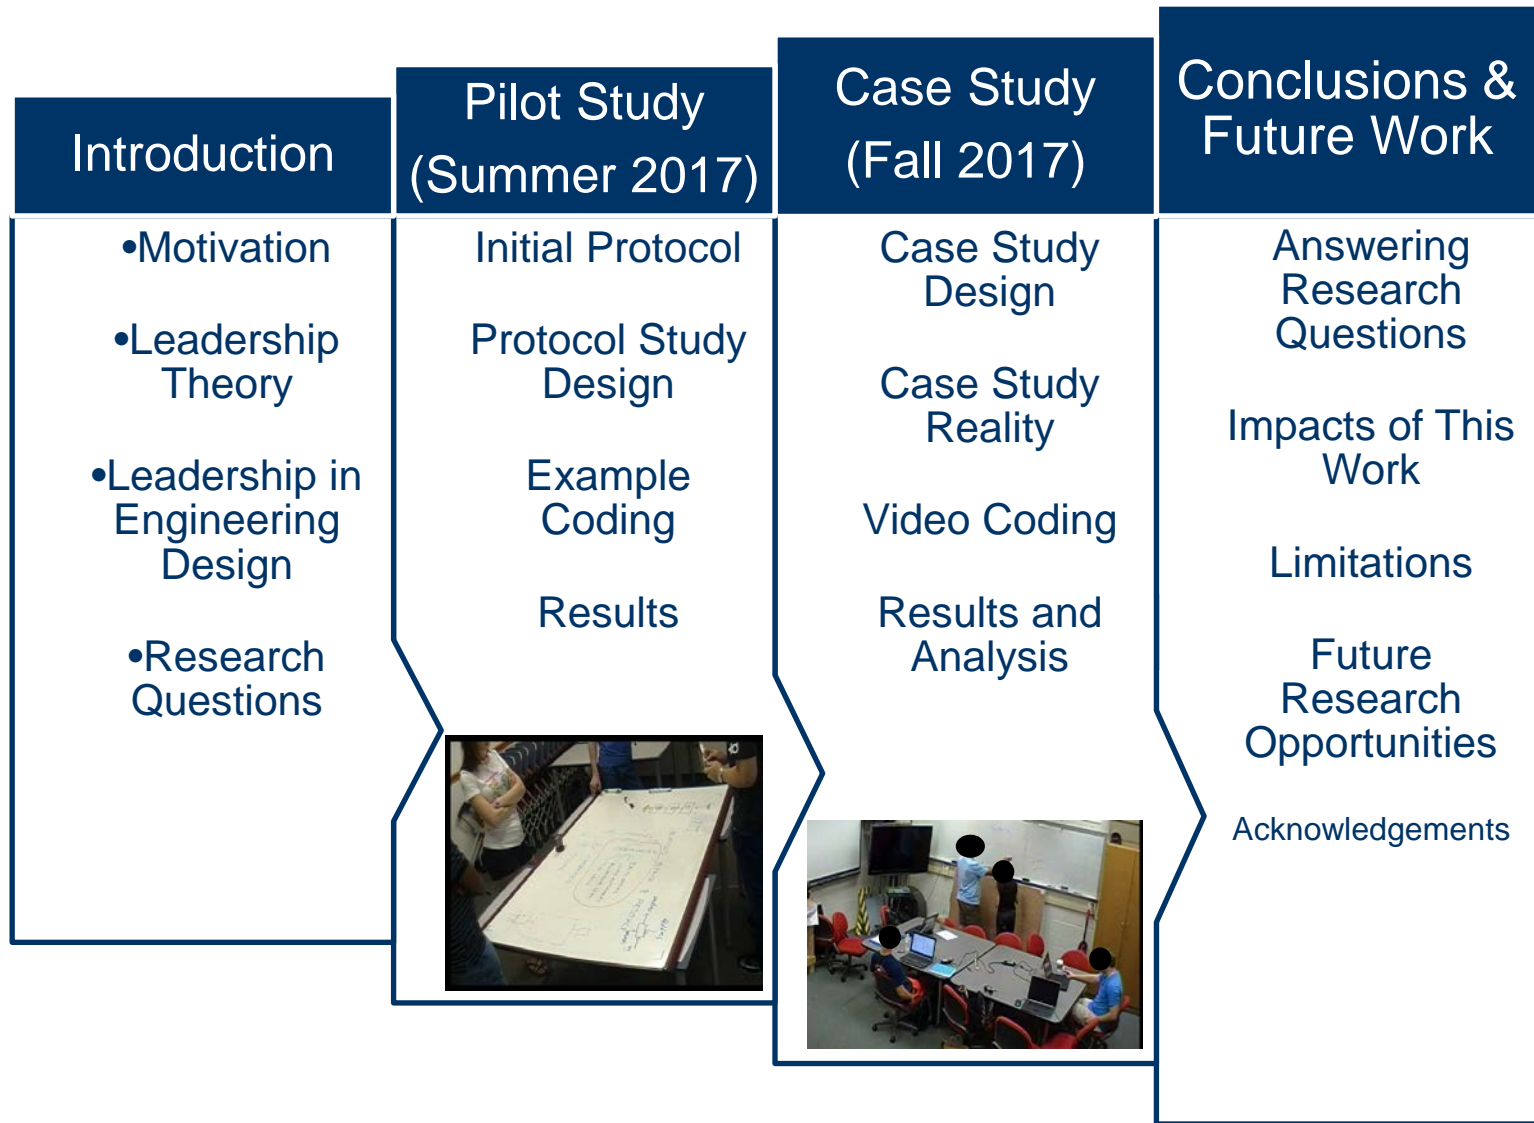 Introduction
•Motivation
•Leadership
Theory
•Leadership in
Engineering
Design
•Research
Questions
Pilot Study
(Summer 2017)
Initial Protocol
Protocol Study
Design
Example
Coding
Results
Case Study
(Fall 2017)
Case Study
Design
Case Study
Reality
Video Coding
Results and
Analysis
Conclusions &
Future Work
Answering
Research
Questions
Impacts of This
Work
Limitations
Future
Research
Opportunities
Acknowledgements